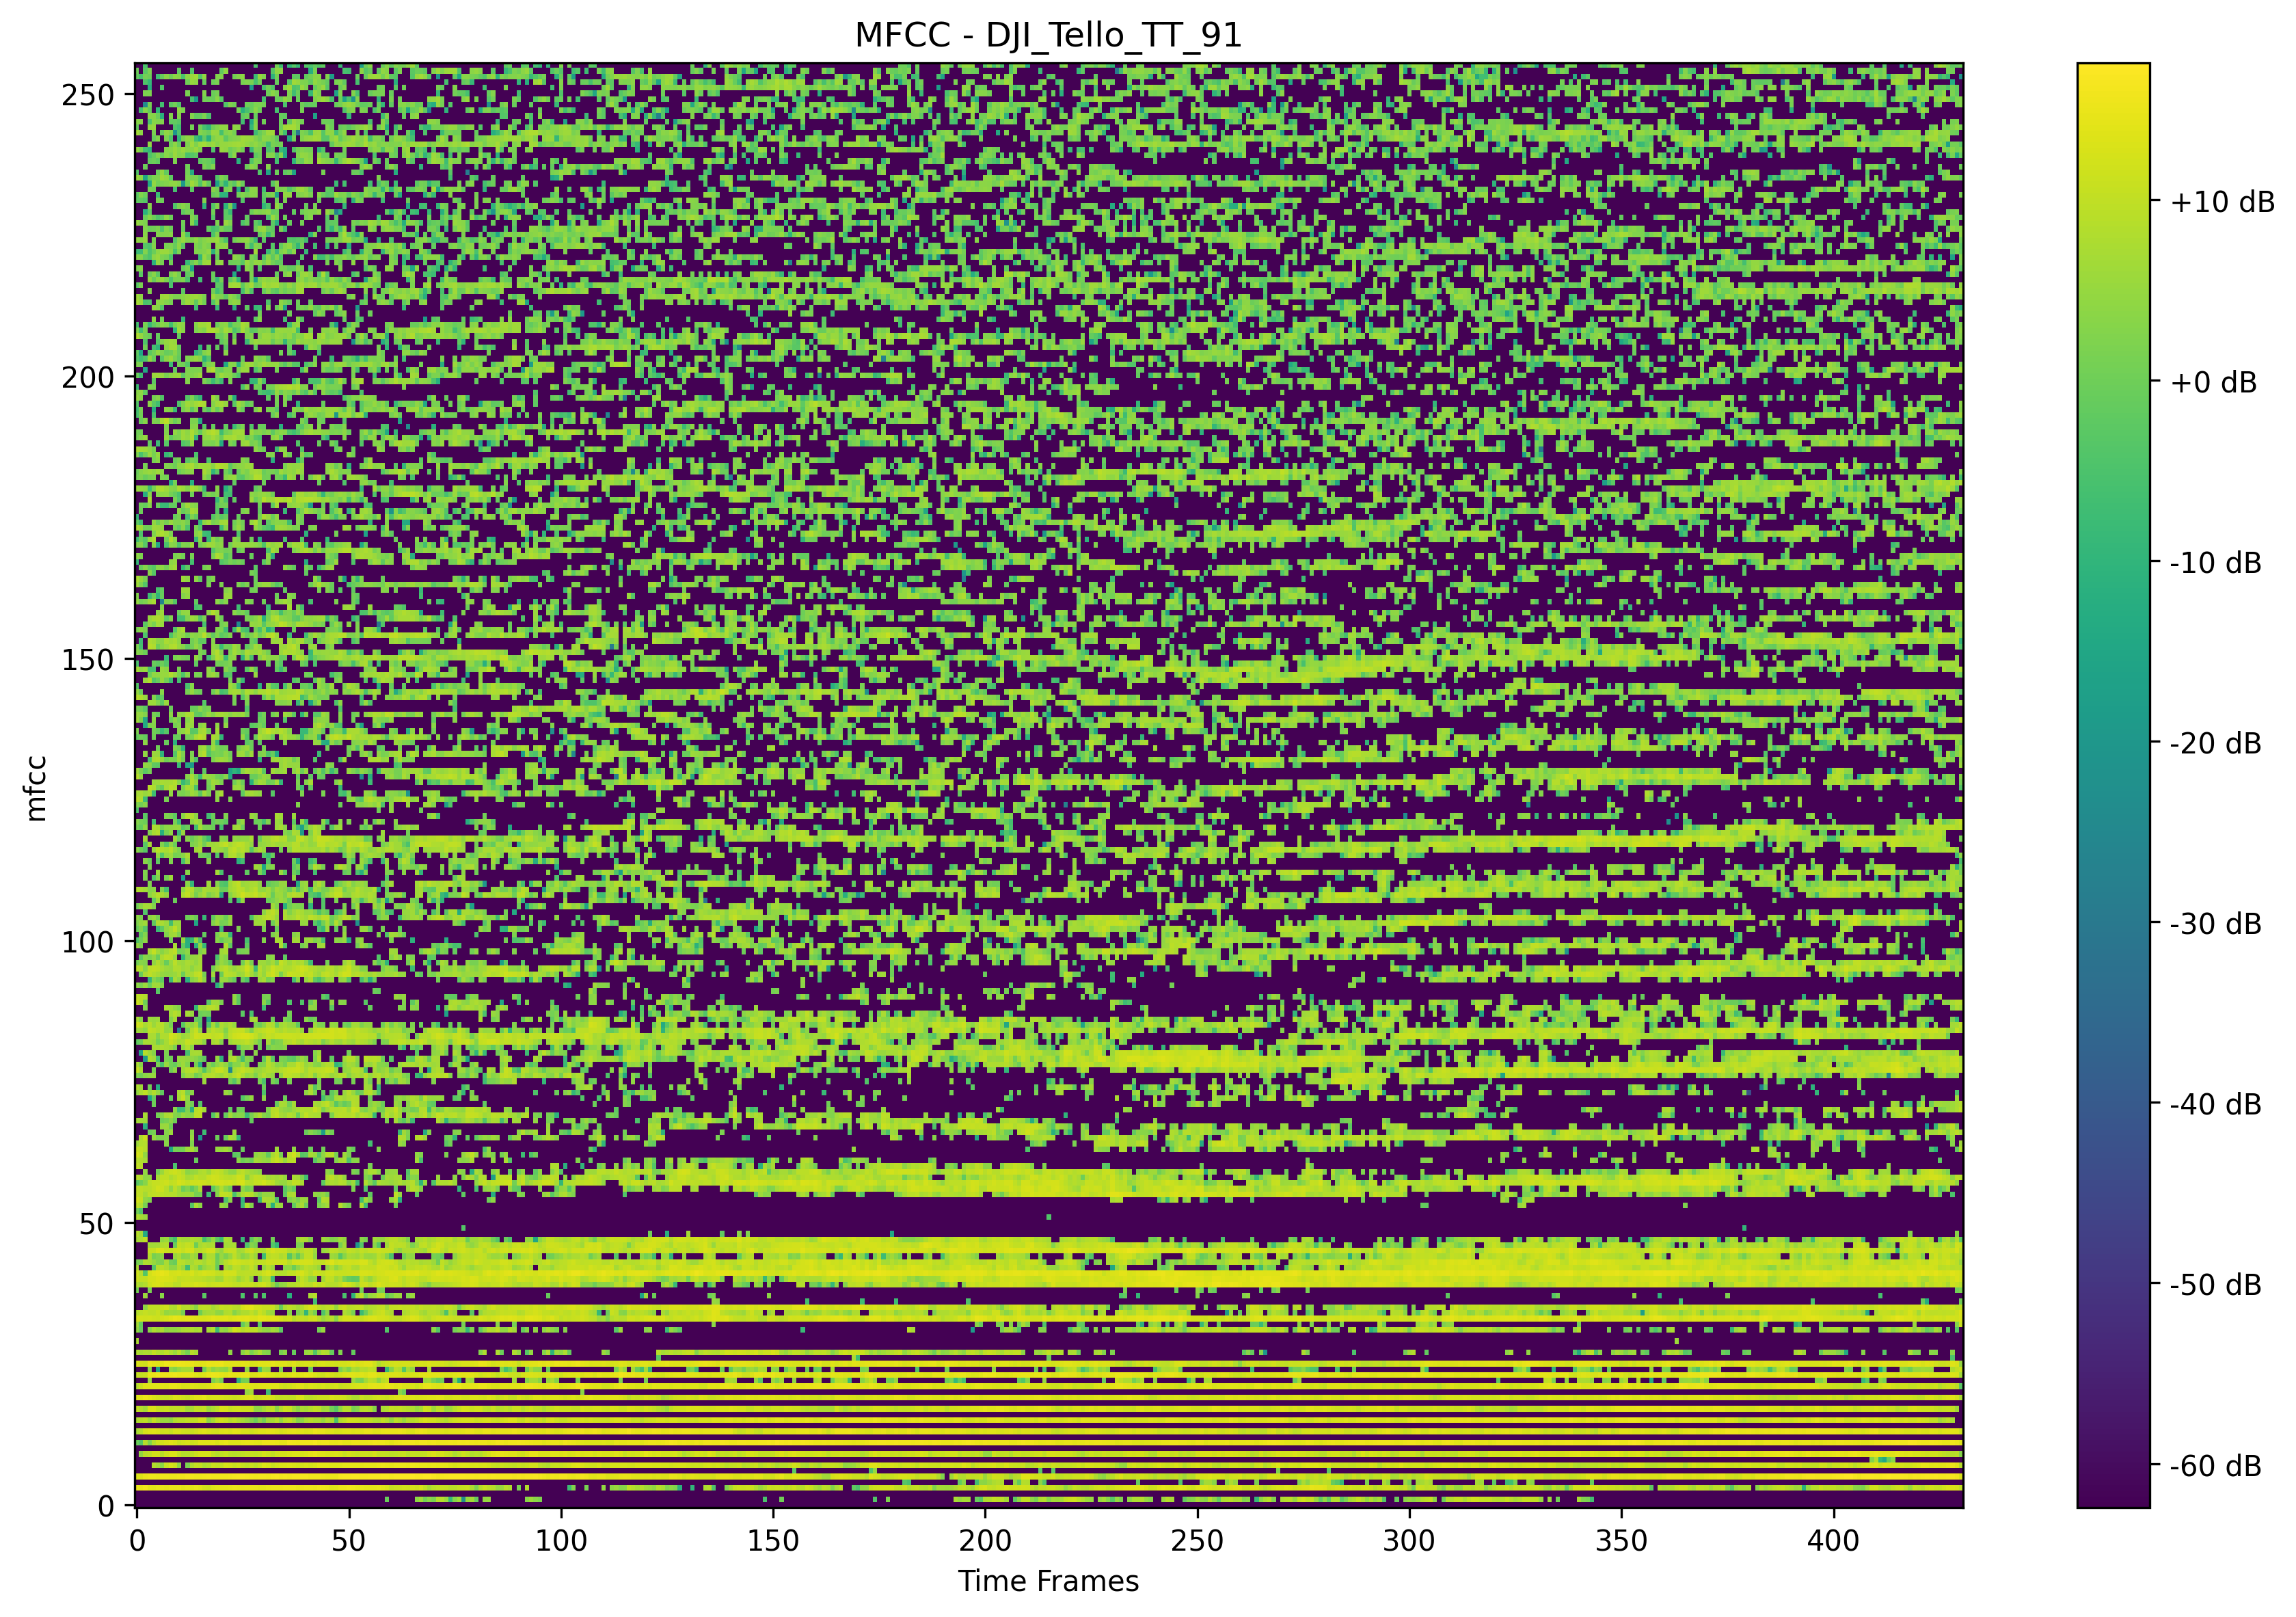 MFCC - DJI_Tello_TT_91
250
200
150
100
50
0
mfcc
0 50 100 150 200 250 300 350 400
Time Frames
+10 dB
+0 dB
-10 dB
-20 dB
-30 dB
-40 dB
-50 dB
-60 dB